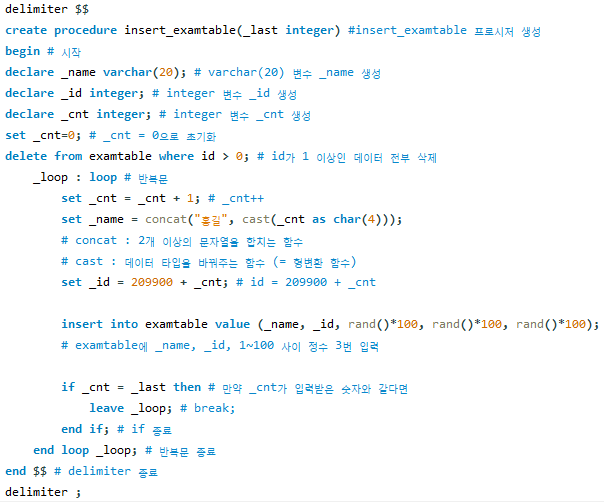 delimiter $$
create procedure insert_examtable(_last integer) #insert_examtable 프로시저 생성
begin # 시작
declare _name varchar(20); # varchar(20) 변수 _name 생성
declare _id integer; # integer 변수 _id 생성
declare _cnt integer; # integer 변수 _cnt 생성
set _cnt=0; # _cnt = 0으로 초기화
delete from examtable where id > 0; # id가 1 이상인 데이터 전부 삭제
_loop : loop # 반복문
set _cnt = _cnt + 1; # _cnt++
set _name = concat("홍길", cast(_cnt as char(4)));
# concat : 2개 이상의 문자열을 합치는 함수
# cast : 데이터 타입을 바꿔주는 함수 (= 형변환 함수)
set _id = 209900 + _cnt; # id = 209900 + _cnt
insert into examtable value (_name, _id, rand()*100, rand()*100, rand()*100);
# examtable에 _name, _id, 1~100 사이 정수 3번 입력
if _cnt = _last then # 만약 _cnt가 입력받은 숫자와 같다면
leave _loop; # break;
end if; # if 종료
end loop _loop; # 반복문 종료
end $$ # delimiter 종료
delimiter ;